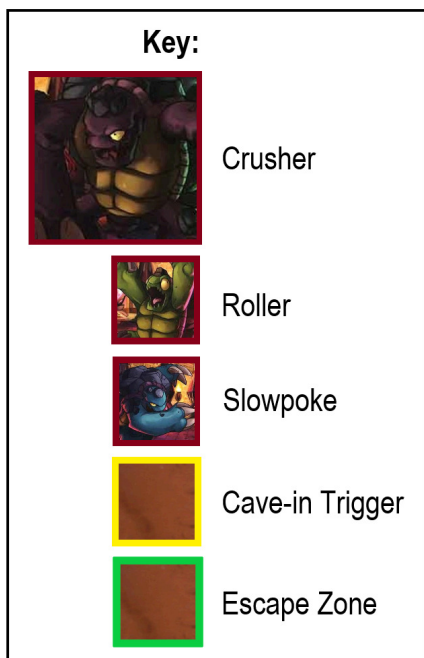 Key:
Crusher
Roller
Slowpoke
Cave-in Trigger
Escape Zone